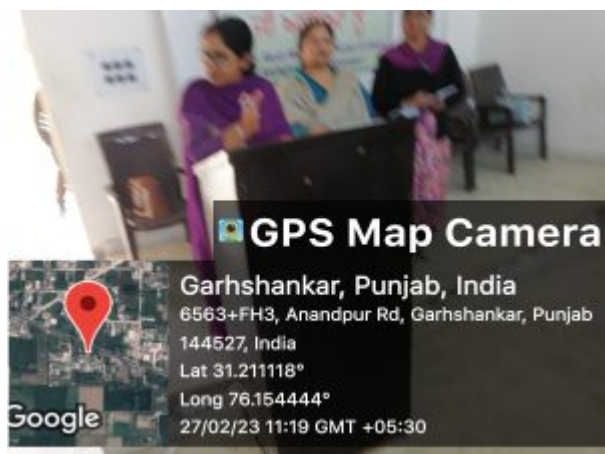 GPS Map Camera
Garhshankar, Punjab, India
6563+FH3, Anandpur Rd, Garhshankar, Punjab
144527, India
Lat 31.211118°
Long 76.154444°
27/02/23 11:19 GMT +05:30
Google